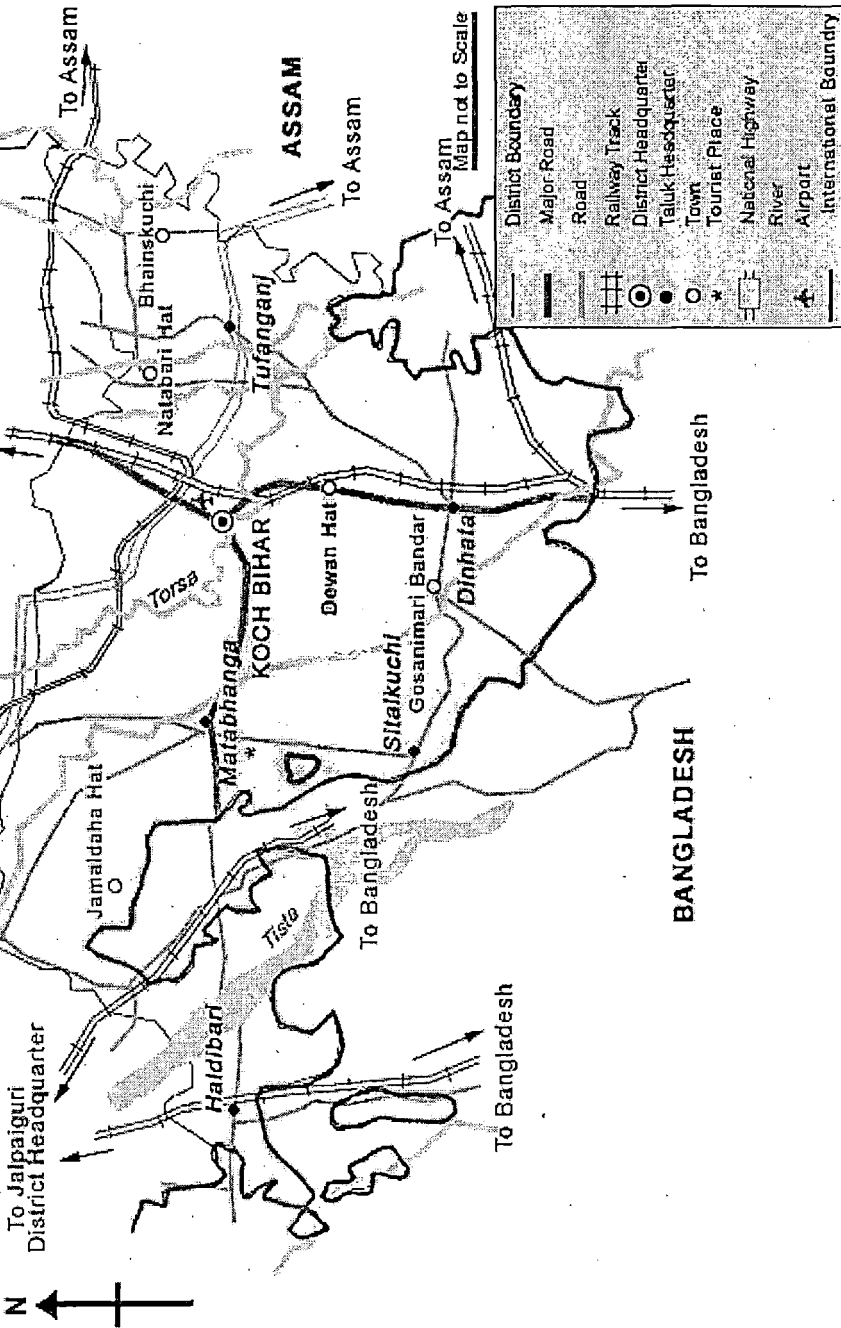 N
To Jalpaiguri
District Headquarter
To Assam
Bhainskuchi
Natabari Hat
ASSAM
To Assam
Tufanganj
Jamaldaha Hat
Torsa
Matabhanga
*
KOCH BIHAR
Haldibari
Tista
Dewan Hat
To Bangladesh
Sitalkuchi
Gosanimari Bandar
Dinhata
To Assam
To Bangladesh
To Bangladesh
BANGLADESH
Map not to Scale
District Boundary
Major Road
Road
Railway Track
District Headquarter
Taluk Headquarter
Town
* Tourist Place
National Highway
River
Airport
International Boundry